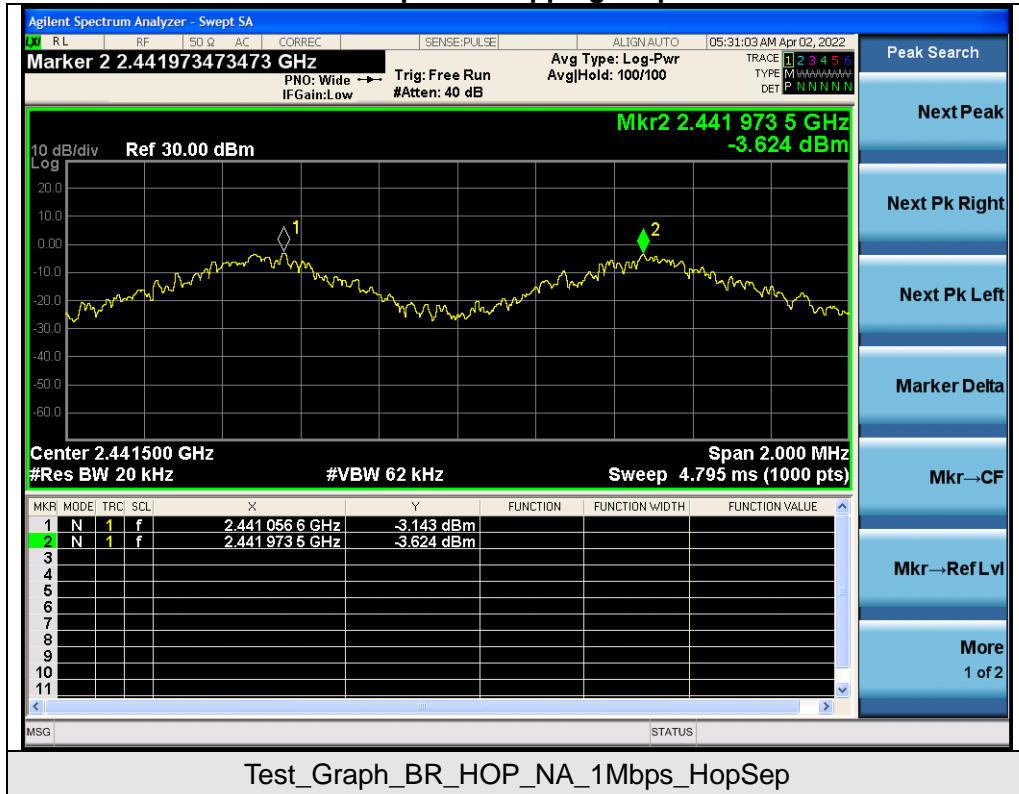 Agilent Spectrum Analyzer - Swept SA
LXI RL RF 50 Ω AC CORREC SENSE:PULSE ALIGN AUTO 05:31:03 AM Apr 02, 2022
Marker 2 2.441973473473 GHz
PNO: Wide
IFGain:Low
Trig: Free Run
#Atten: 40 dB
Avg Type: Log-Pwr
Avg|Hold: 100/100
TRACE 1 2 3 4 5 6
TYPE M WWWWW
DET P N N N N N
Mkr2 2.441 973 5 GHz
-3.624 dBm
10 dB/div Ref 30.00 dBm
Log
20.0
10.0
0.00
-10.0
-20.0
-30.0
-40.0
-50.0
-60.0
1
2
Center 2.441500 GHz Span 2.000 MHz
#Res BW 20 kHz #VBW 62 kHz Sweep 4.795 ms (1000 pts)
MKR MODE TRC SCL X Y FUNCTION FUNCTION WIDTH FUNCTION VALUE
1 N 1 f 2.441 056 6 GHz -3.143 dBm
2 N 1 f 2.441 973 5 GHz -3.624 dBm
3
4
5
6
7
8
9
10
11
MSG STATUS
Peak Search
Next Peak
Next Pk Right
Next Pk Left
Marker Delta
Mkr→CF
Mkr→Ref Lvl
More
1 of 2
Test_Graph_BR_HOP_NA_1Mbps_HopSep